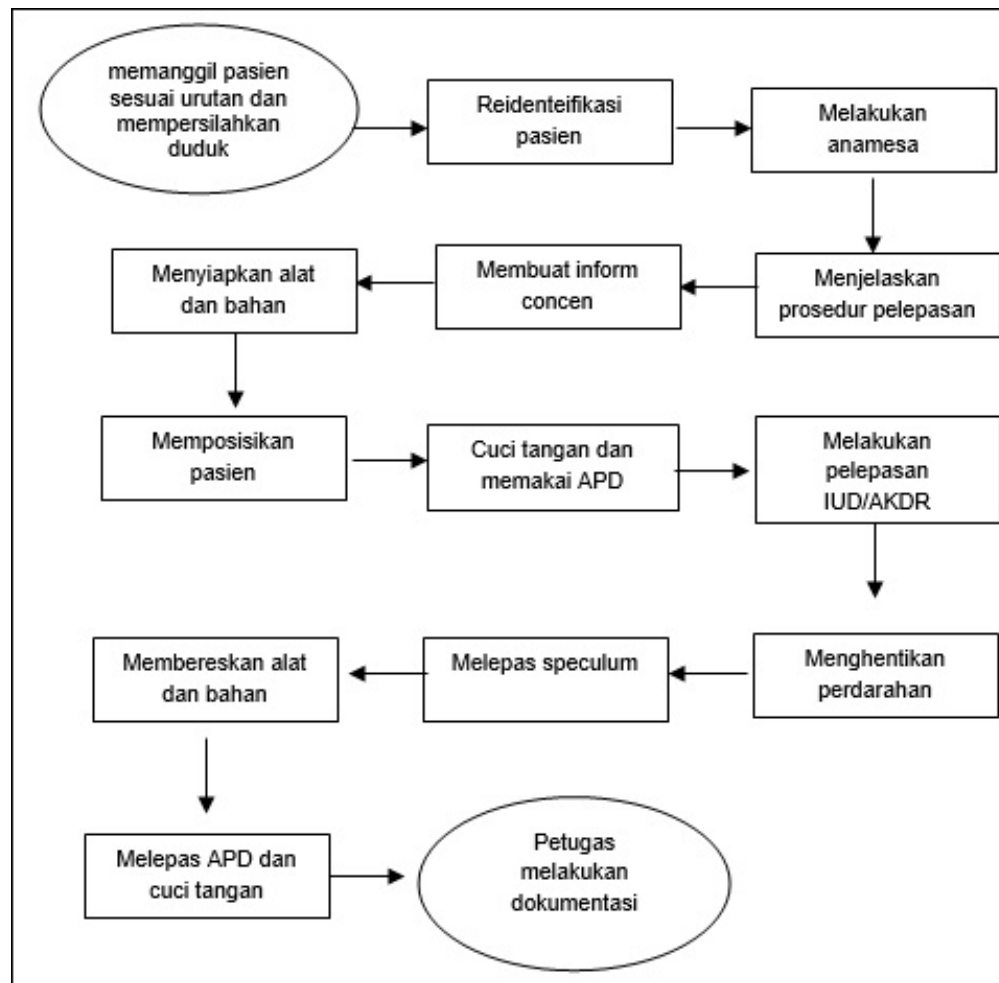 memanggil pasien
sesuai urutan dan
mempersilahkan
duduk
Reidenteifikasi
pasien
Melakukan
anamesa
Menjelaskan
prosedur pelepasan
Membuat inform
concen
Menyiapkan alat
dan bahan
Memposisikan
pasien
Cuci tangan dan
memakai APD
Melakukan
pelepasan
IUD/AKDR
Menghentikan
perdarahan
Melepas speculum
Membereskan alat
dan bahan
Melepas APD dan
cuci tangan
Petugas
melakukan
dokumentasi